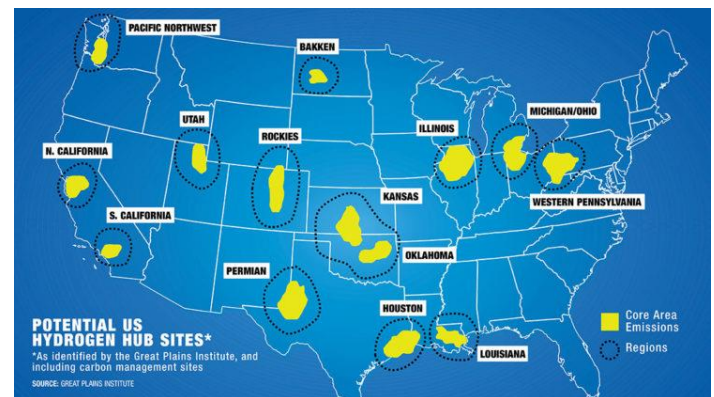 PACIFIC NORTHWEST
BAKKEN
MICHIGAN/OHIO
UTAH
ILLINOIS
ROCKIES
N. CALIFORNIA
KANSAS
WESTERN PENNSYLVANIA
S. CALIFORNIA
OKLAHOMA
PERMIAN
HOUSTON
LOUISIANA
POTENTIAL US
HYDROGEN HUB SITES*
*As identified by the Great Plains Institute, and
including carbon management sites
SOURCE: GREAT PLAINS INSTITUTE
Core Area
Emissions
Regions